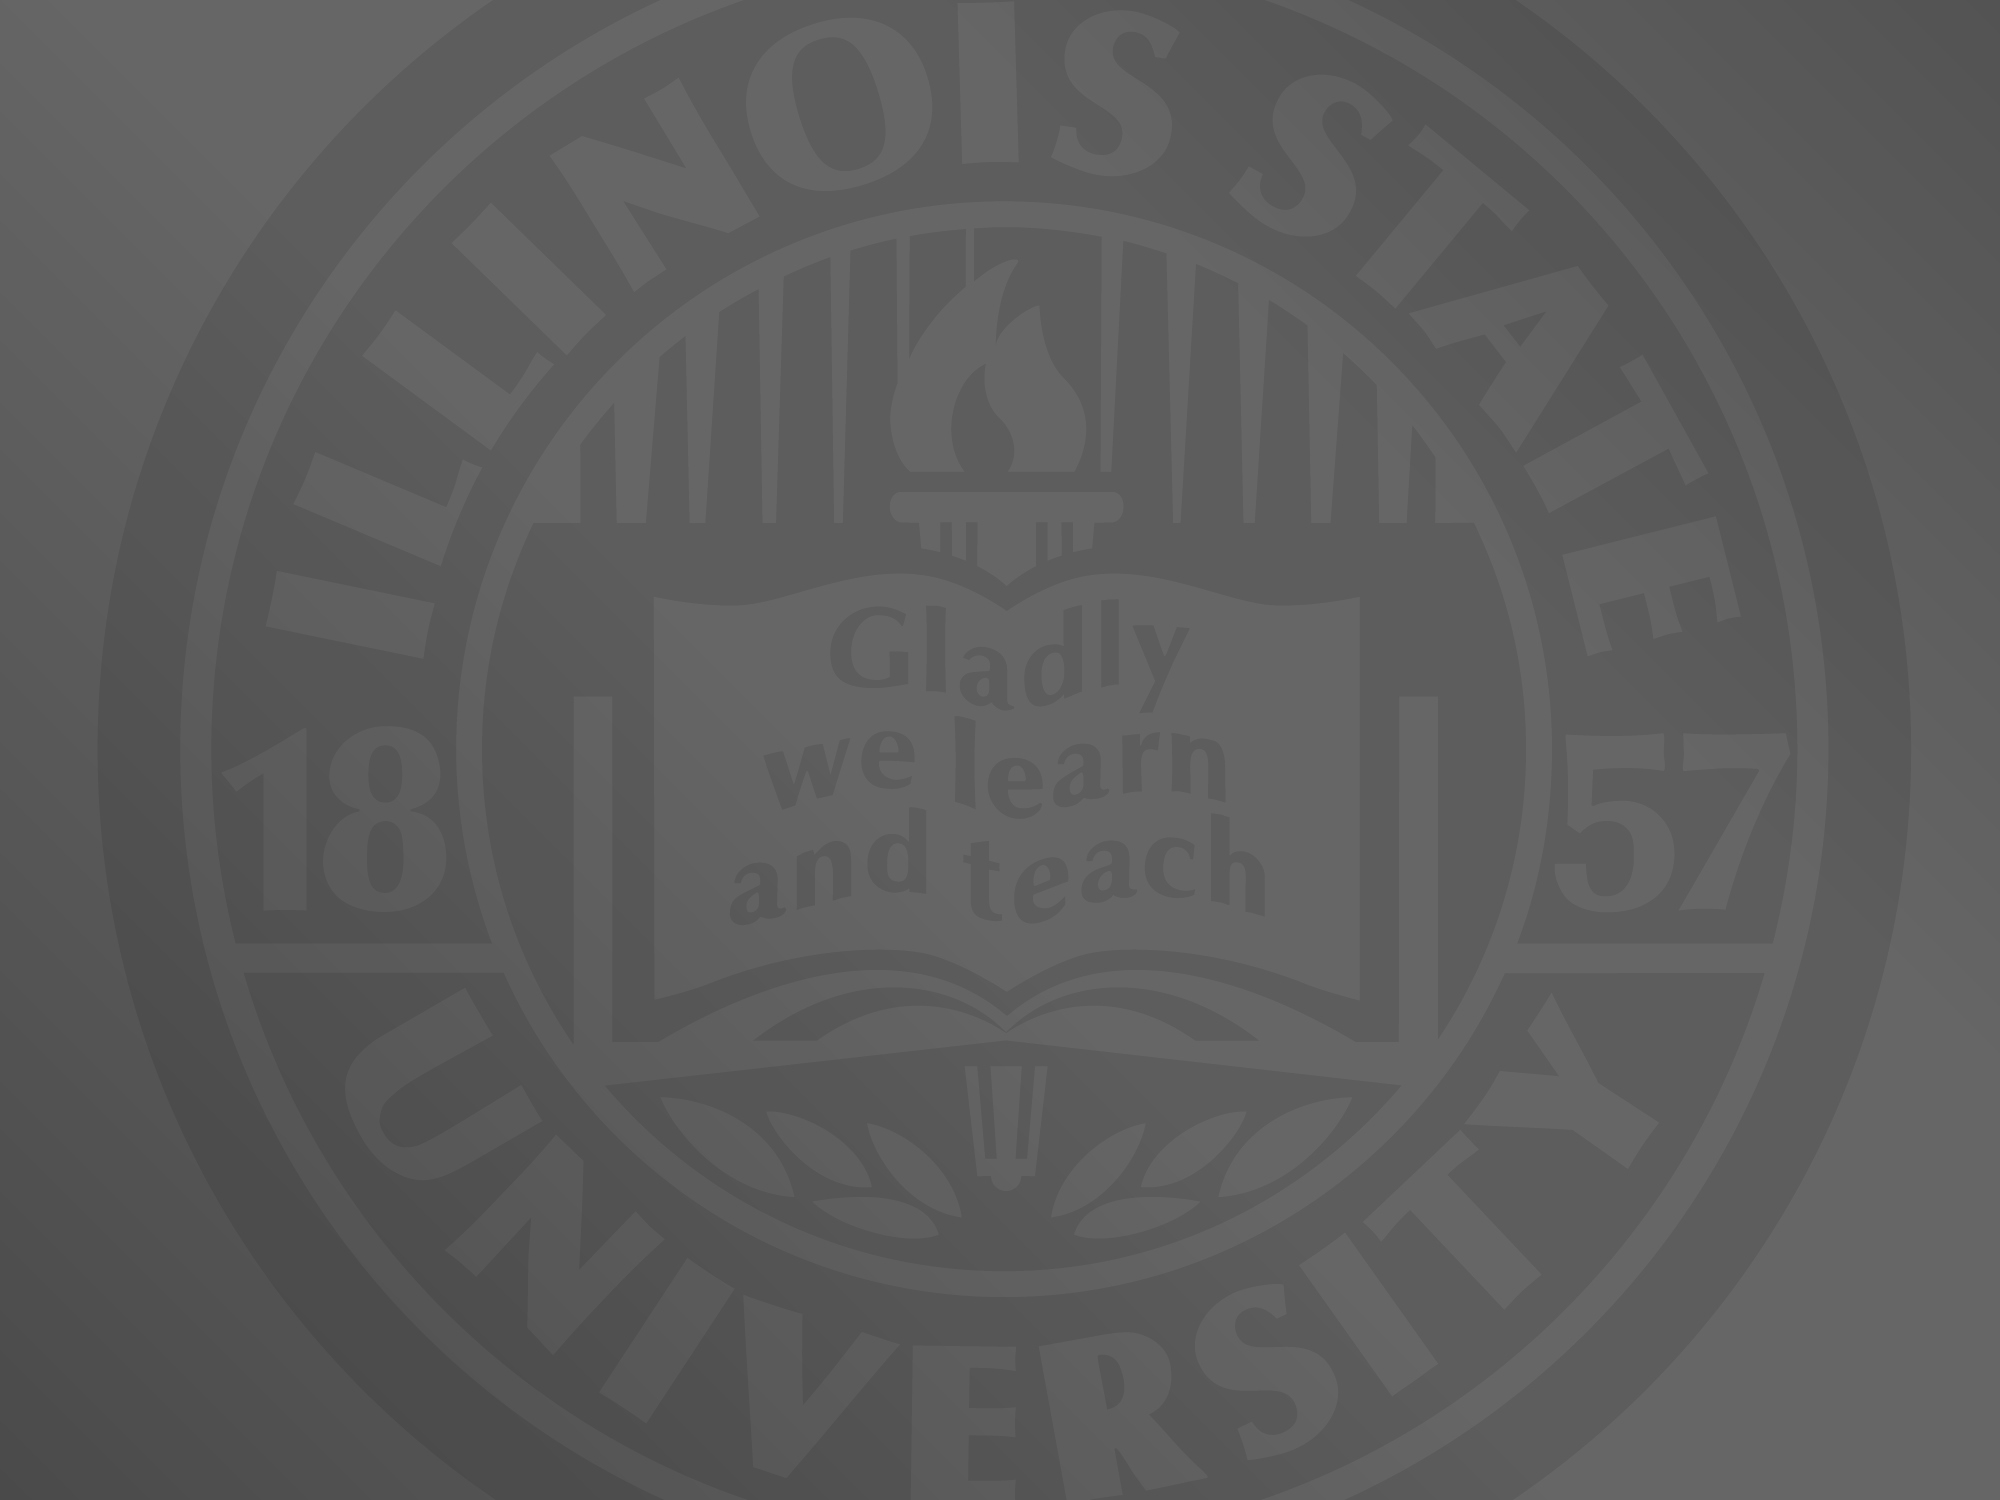 ILLINOIS STATE
18 57
Gladly
we learn
and teach
UNIVERSITY